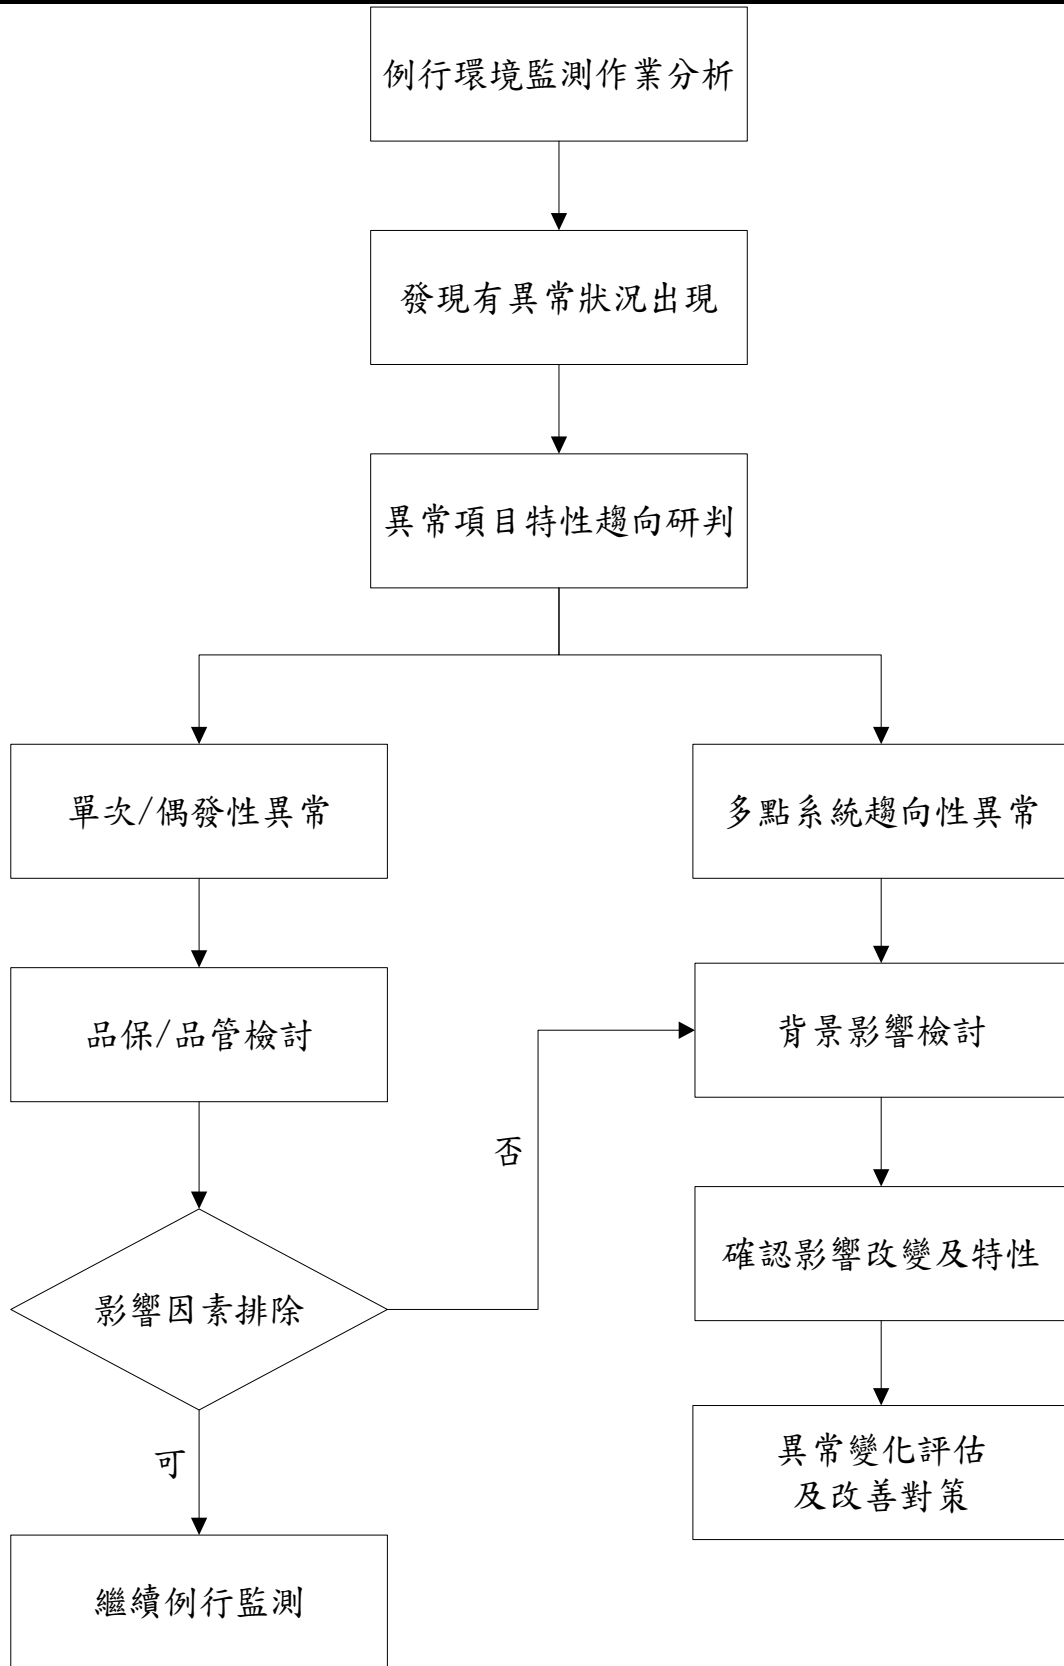 例行環境監測作業分析
發現有異常狀況出現
異常項目特性趨向研判
單次/偶發性異常
多點系統趨向性異常
品保/品管檢討
背景影響檢討
否
確認影響改變及特性
影響因素排除
可
異常變化評估
及改善對策
繼續例行監測